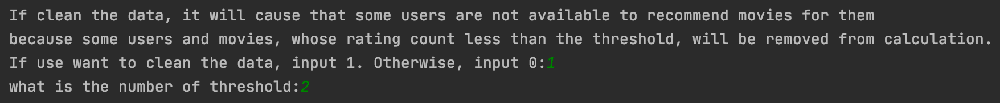 If clean the data, it will cause that some users are not available to recommend movies for them
because some users and movies, whose rating count less than the threshold, will be removed from calculation.
If use want to clean the data, input 1. Otherwise, input 0:1
what is the number of threshold:2